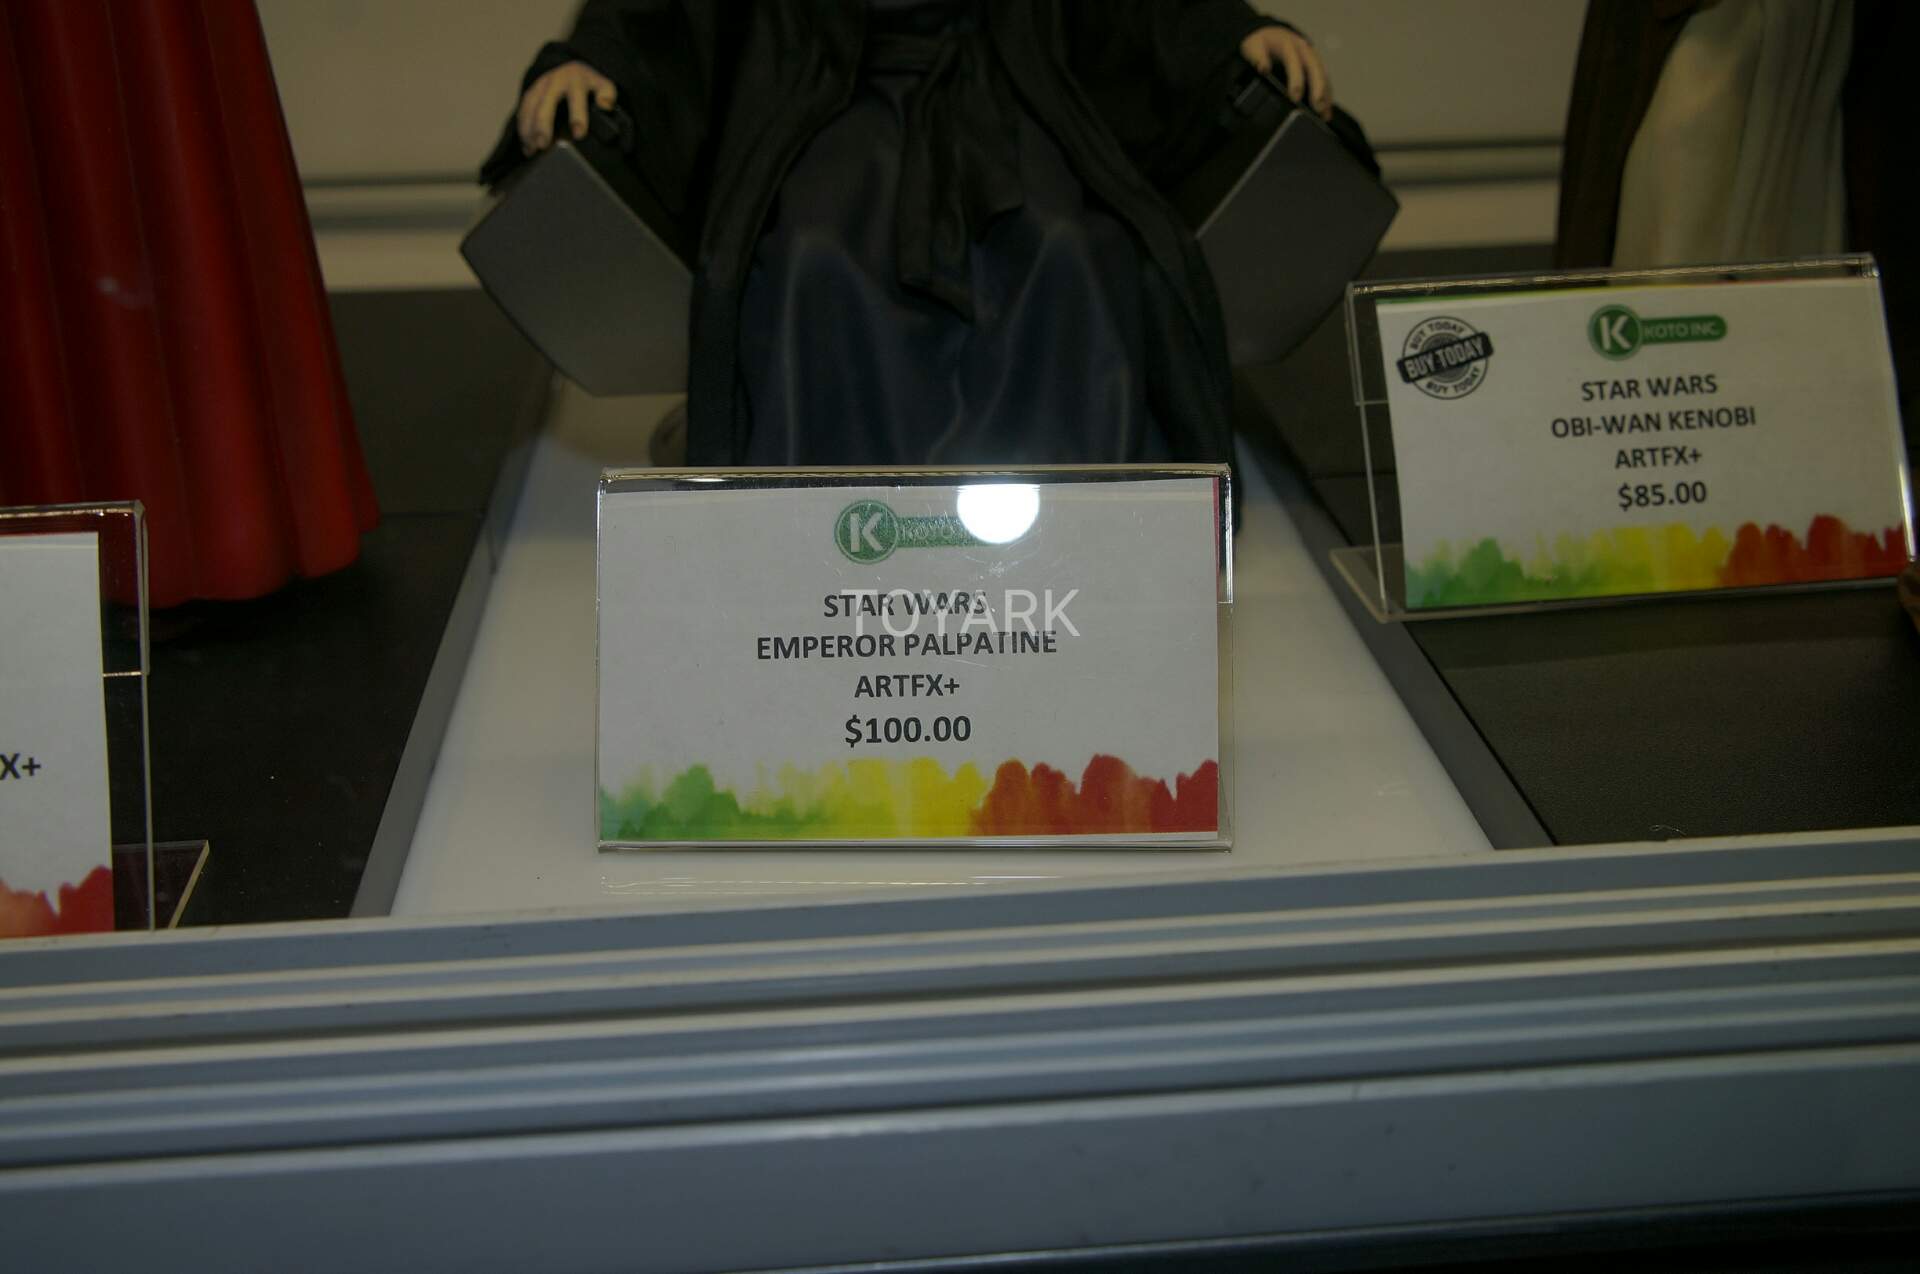 X+
K KOTO
STAR WARS
EMPEROR PALPATINE
ARTFX+
$100.00
TOYARK
BUY TODAY
BUY TODAY
BUY TODAY
K KOTO INC.
STAR WARS
OBI-WAN KENOBI
ARTFX+
$85.00